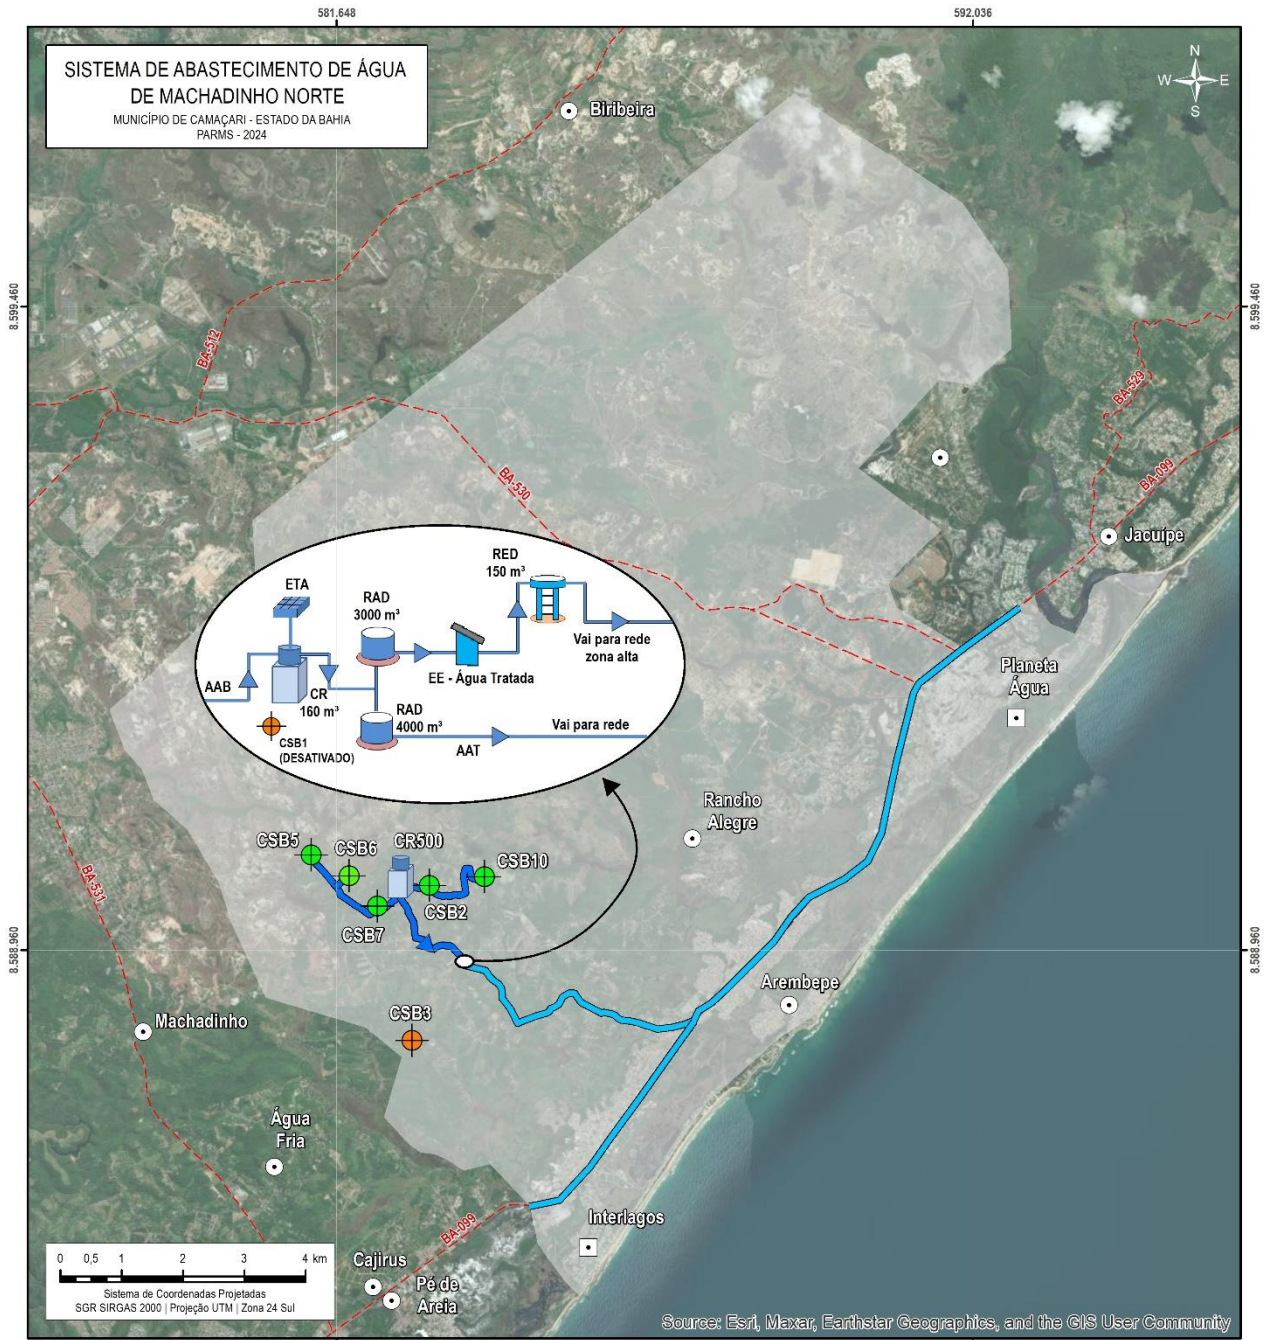 581.648
592.036
SISTEMA DE ABASTECIMENTO DE ÁGUA
DE MACHADINHO NORTE
MUNICÍPIO DE CAMAÇARI - ESTADO DA BAHIA
PARMS - 2024
N
W E
S
Biribeira
8.599.460
8.599.460
BA-512
BA-529
BA-099
BA-530
Jacuípe
RED
150 m³
ETA
RAD
3000 m³
Vai para rede
zona alta
EE - Água Tratada
AAB
CR
160 m³
RAD
4000 m³
Vai para rede
AAT
CSB1
(DESATIVADO)
Planeta
Água
Rancho
Alegre
CSB5
CSB6
CR500
CSB10
CSB2
CSB7
BA-531
8.588.960
8.588.960
Arembepe
CSB3
Machadinho
Água
Fria
Interlagos
BA-099
Cajirus
Pé de
Areia
0 0,5 1 2 3 4 km
Sistema de Coordenadas Projetadas
SGR SIRGAS 2000 | Projeção UTM | Zona 24 Sul
Source: Esri, Maxar, Earthstar Geographics, and the GIS User Community